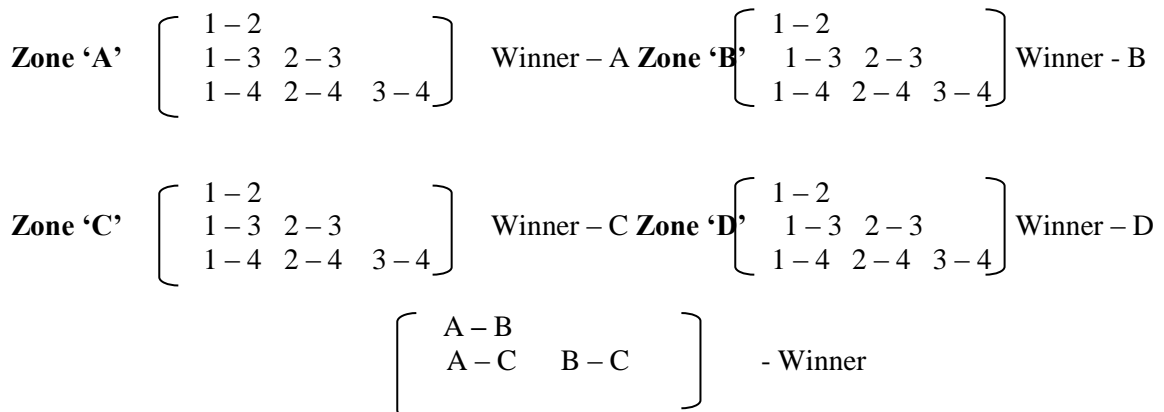 1 – 2 1 – 2
Zone ‘A’ 1 – 3 2 – 3 Winner – A Zone ‘B’ 1 – 3 2 – 3 Winner - B
1 – 4 2 – 4 3 – 4 1 – 4 2 – 4 3 – 4
1 – 2 1 – 2
Zone ‘C’ 1 – 3 2 – 3 Winner – C Zone ‘D’ 1 – 3 2 – 3 Winner – D
1 – 4 2 – 4 3 – 4 1 – 4 2 – 4 3 – 4
A – B
A – C B – C - Winner